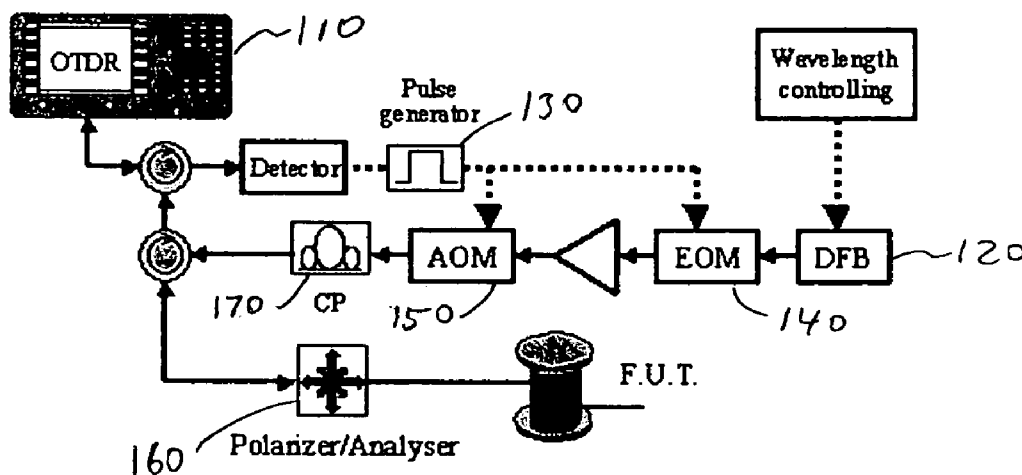 110
OTDR
Pulse
generator
130
Wavelength
controlling
Detector
AOM
EOM
DFB
120
170
CP
150
140
F.U.T.
160
Polarizer/Analyser